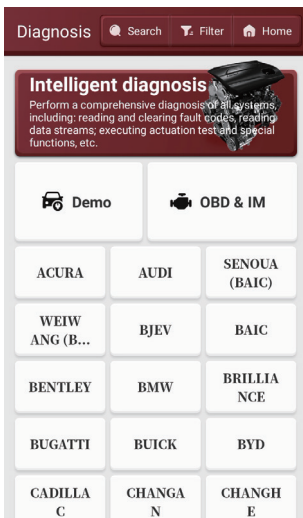 Diagnosis Search Filter Home
Intelligent diagnosis
Perform a comprehensive diagnosis of all systems,
including: reading and clearing fault codes, reading
data streams; executing actuation test and special
functions, etc.
Demo OBD & IM
ACURA AUDI SENOUA
(BAIC)
WEIW
ANG (B... BJEV BAIC
BENTLEY BMW BRILLIA
NCE
BUGATTI BUICK BYD
CADILLA
C CHANGA
N CHANGH
E